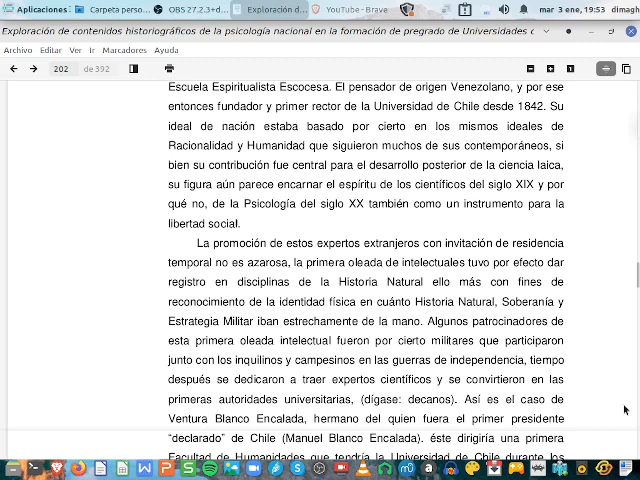 Aplicaciones Carpeta perso... OBS 27.2.3+d... Exploración d... YouTube - Brave mar 3 ene, 19:53 dimagh
Exploración de contenidos historiográficos de la psicología nacional en la formación de pregrado de Universidades c
Archivo Editar Ver Ir Marcadores Ayuda
202 de 392
Escuela Espiritualista Escocesa. El pensador de origen Venezolano, y por ese
entonces fundador y primer rector de la Universidad de Chile desde 1842. Su
ideal de nación estaba basado por cierto en los mismos ideales de
Racionalidad y Humanidad que siguieron muchos de sus contemporáneos, si
bien su contribución fue central para el desarrollo posterior de la ciencia laica,
su figura aún parece encarnar el espíritu de los científicos del siglo XIX y por
qué no, de la Psicología del siglo XX también como un instrumento para la
libertad social.
La promoción de estos expertos extranjeros con invitación de residencia
temporal no es azarosa, la primera oleada de intelectuales tuvo por efecto dar
registro en disciplinas de la Historia Natural ello más con fines de
reconocimiento de la identidad física en cuánto Historia Natural, Soberanía y
Estrategia Militar iban estrechamente de la mano. Algunos patrocinadores de
esta primera oleada intelectual fueron por cierto militares que participaron
junto con los inquilinos y campesinos en las guerras de independencia, tiempo
después se dedicaron a traer expertos científicos y se convirtieron en las
primeras autoridades universitarias, (dígase: decanos). Así es el caso de
Ventura Blanco Encalada, hermano del quien fuera el primer presidente
“declarado” de Chile (Manuel Blanco Encalada). éste dirigiría una primera
Facultad de Humanidades que tendría la Universidad de Chile durante los